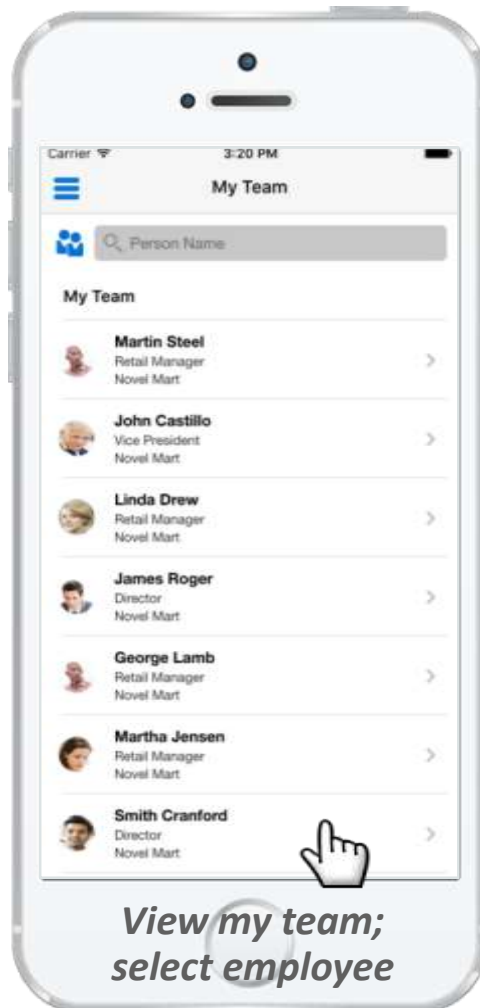 Carrier 3:20 PM
My Team
Person Name
My Team
Martin Steel
Retail Manager
Novel Mart
John Castillo
Vice President
Novel Mart
Linda Drew
Retail Manager
Novel Mart
James Roger
Director
Novel Mart
George Lamb
Retail Manager
Novel Mart
Martha Jensen
Retail Manager
Novel Mart
Smith Cranford
Director
Novel Mart
View my team;
select employee